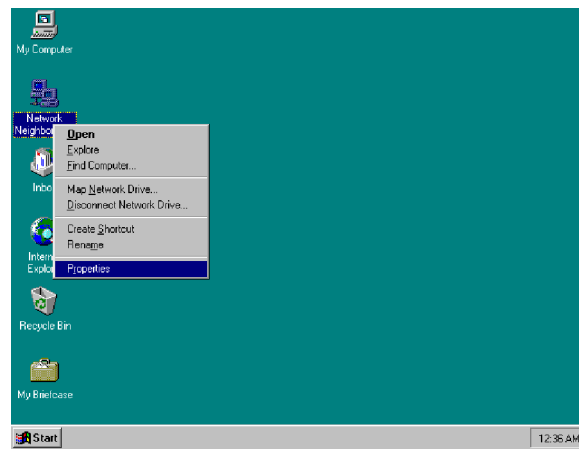 My Computer
Network
Neighbo
Open
Explore
Find Computer...
Inbo
Map Network Drive...
Disconnect Network Drive...
Create Shortcut
Rename
Intern
Explor
Properties
Recycle Bin
My Briefcase
Start
12:36 AM